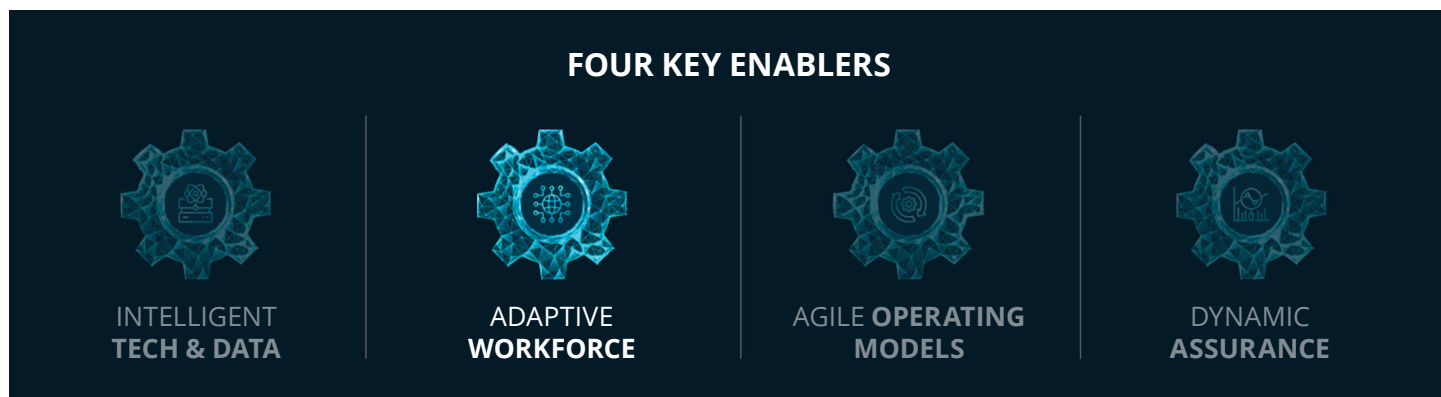 FOUR KEY ENABLERS
INTELLIGENT
TECH & DATA
ADAPTIVE
WORKFORCE
AGILE OPERATING
MODELS
DYNAMIC
ASSURANCE